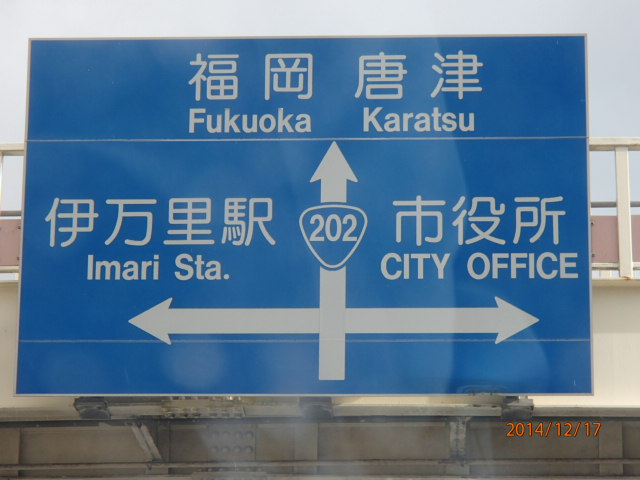 福岡 唐津
Fukuoka Karatsu
伊万里駅 202 市役所
Imari Sta. CITY OFFICE
2014/12/17